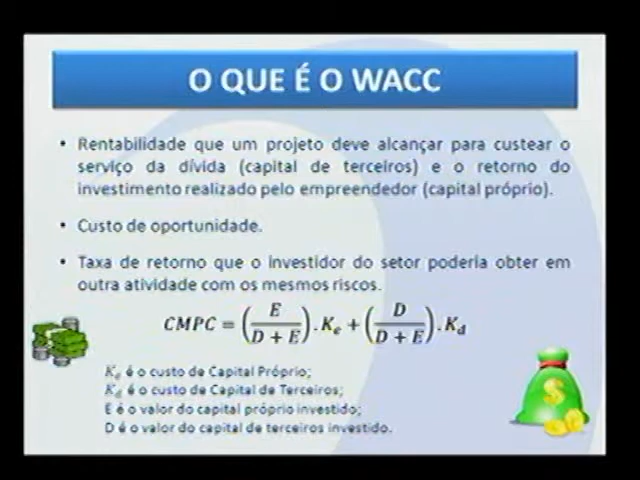 O QUE É O WACC
• Rentabilidade que um projeto deve alcançar para custear o
serviço da dívida (capital de terceiros) e o retorno do
investimento realizado pelo empreendedor (capital próprio).
• Custo de oportunidade.
• Taxa de retorno que o investidor do setor poderia obter em
outra atividade com os mesmos riscos.
CMPC = (E / (D + E)) . Kₑ + (D / (D + E)) . K_d
Kₑ é o custo de Capital Próprio;
K_d é o custo de Capital de Terceiros;
E é o valor do capital próprio investido;
D é o valor do capital de terceiros investido.
$